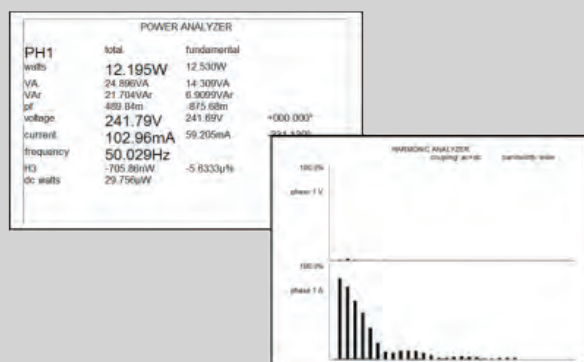 POWER ANALYZER
PH1 total fundamental
watts 12.195W 12.530W
VA 24.896VA 14.309VA
VAr 21.704VAr 6.9099VAr
pf 489.84m -875.68m
voltage 241.79V 241.69V +000.000°
current 102.96mA 59.205mA
frequency 50.029Hz
H3 -705.86nW -5.6333µ%
dc watts 29.756µW
HARMONIC ANALYZER
coupling: ac+dc bandwidth: wide
100.0%
phase 1 V
100.0%
phase 1 A